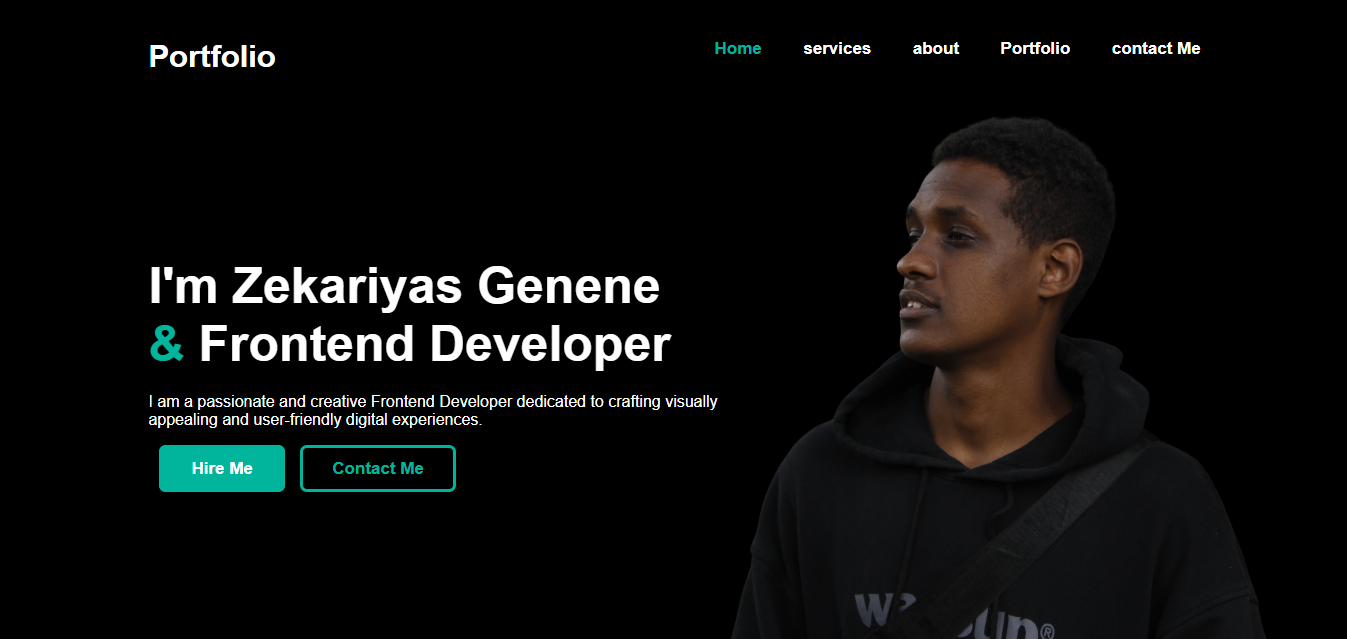 Portfolio
Home services about Portfolio contact Me
I'm Zekariyas Genene
& Frontend Developer
I am a passionate and creative Frontend Developer dedicated to crafting visually
appealing and user-friendly digital experiences.
Hire Me Contact Me